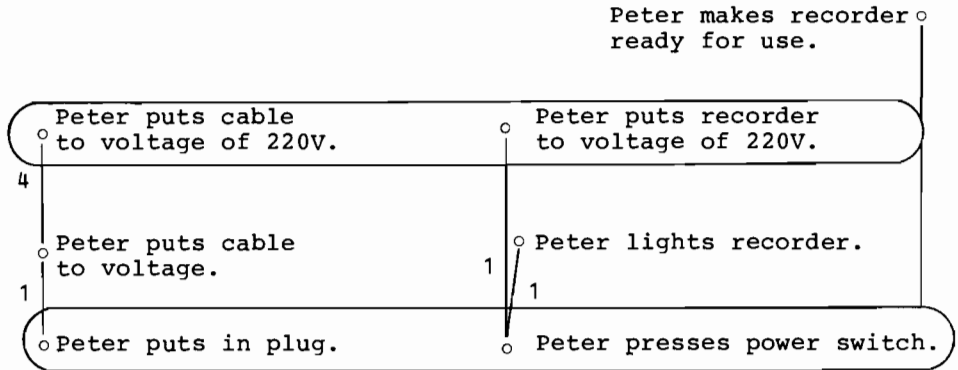 Peter makes recorder
ready for use.
Peter puts cable
to voltage of 220V.
Peter puts recorder
to voltage of 220V.
4
Peter puts cable
to voltage.
Peter lights recorder.
1
1
1
Peter puts in plug.
Peter presses power switch.